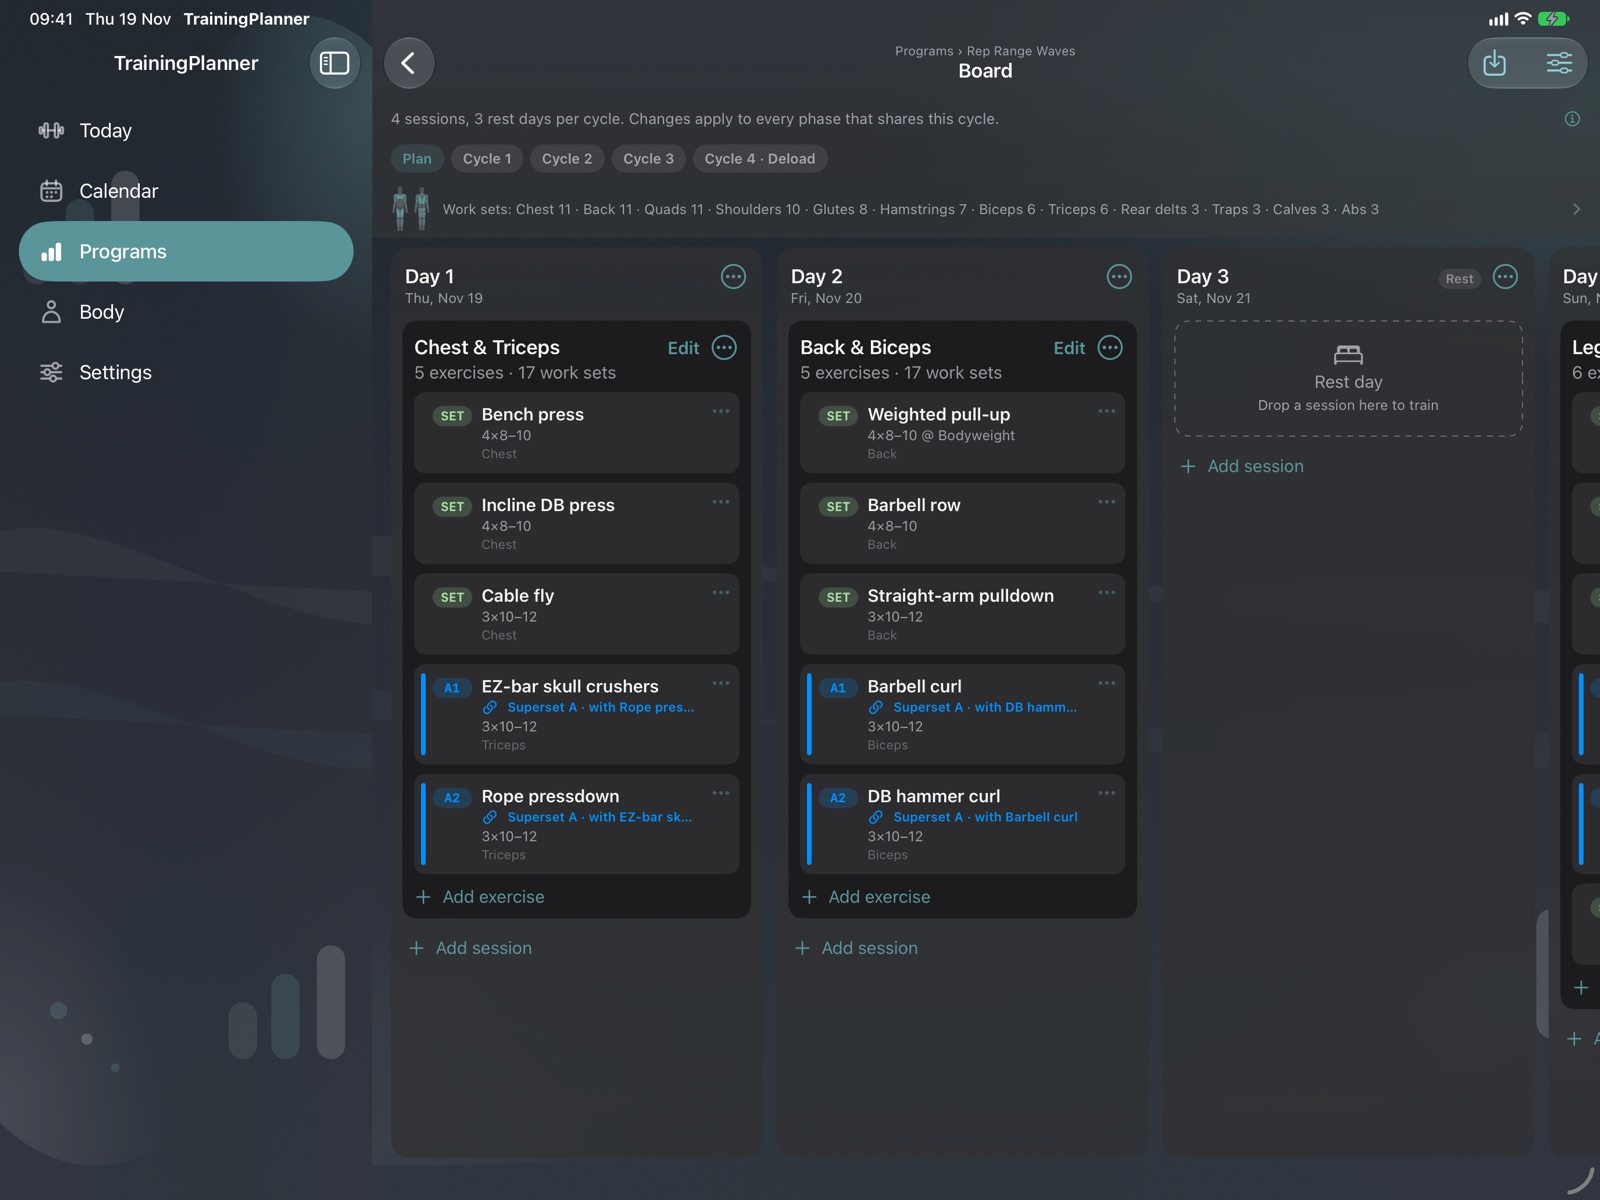 09:41 Thu 19 Nov TrainingPlanner
TrainingPlanner
Today
Calendar
Programs
Body
Settings
Programs › Rep Range Waves
Board
4 sessions, 3 rest days per cycle. Changes apply to every phase that shares this cycle.
Plan
Cycle 1
Cycle 2
Cycle 3
Cycle 4 · Deload
Work sets: Chest 11 · Back 11 · Quads 11 · Shoulders 10 · Glutes 8 · Hamstrings 7 · Biceps 6 · Triceps 6 · Rear delts 3 · Traps 3 · Calves 3 · Abs 3
Day 1
Thu, Nov 19
Chest & Triceps
Edit
5 exercises · 17 work sets
SET Bench press
4×8–10
Chest
SET Incline DB press
4×8–10
Chest
SET Cable fly
3×10–12
Chest
A1 EZ-bar skull crushers
Superset A · with Rope pres...
3×10–12
Triceps
A2 Rope pressdown
Superset A · with EZ-bar sk...
3×10–12
Triceps
+ Add exercise
+ Add session
Day 2
Fri, Nov 20
Back & Biceps
Edit
5 exercises · 17 work sets
SET Weighted pull-up
4×8–10 @ Bodyweight
Back
SET Barbell row
4×8–10
Back
SET Straight-arm pulldown
3×10–12
Back
A1 Barbell curl
Superset A · with DB hamm...
3×10–12
Biceps
A2 DB hammer curl
Superset A · with Barbell curl
3×10–12
Biceps
+ Add exercise
+ Add session
Day 3
Rest
Sat, Nov 21
Rest day
Drop a session here to train
+ Add session
Day
Sun,
6